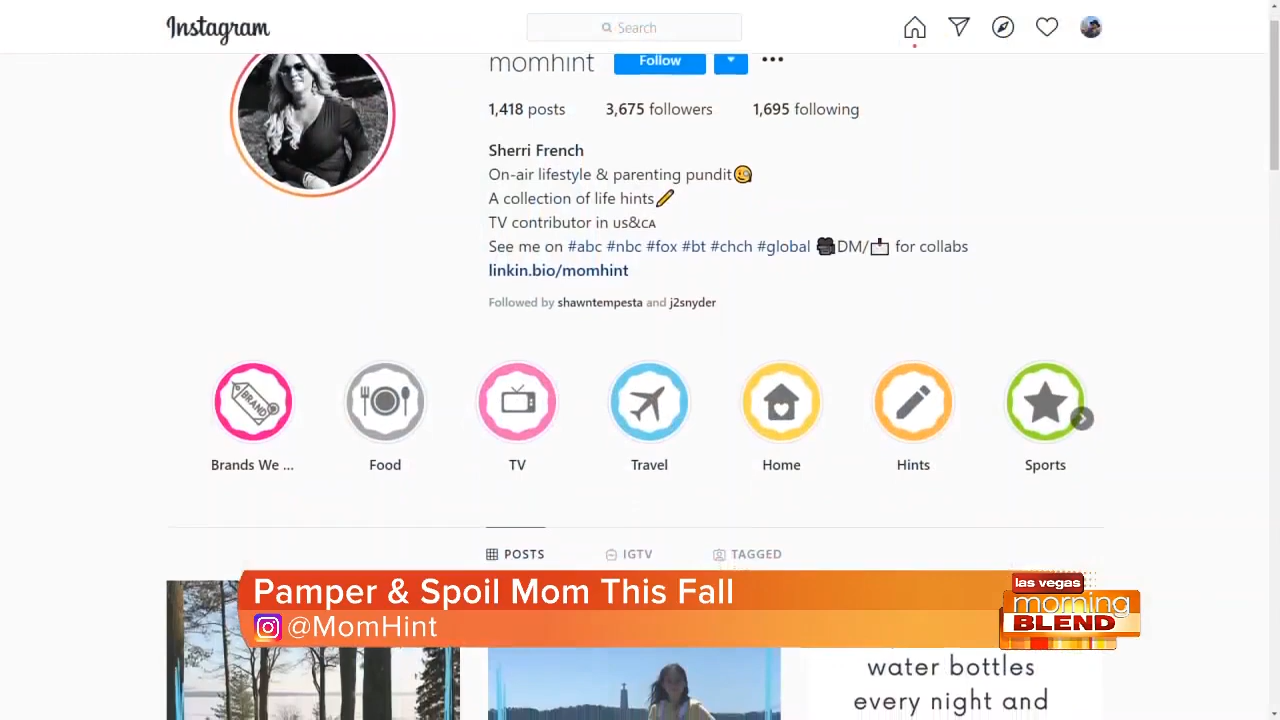 Instagram
Search
momhint
Follow
1,418 posts
3,675 followers
1,695 following
Sherri French
On-air lifestyle & parenting pundit🧐
A collection of life hints✏️
TV contributor in us&ᴄᴀ
See me on #abc #nbc #fox #bt #chch #global 🎥DM/📩 for collabs
linkin.bio/momhint
Followed by shawntempesta and j2snyder
BRAND
Brands We ...
Food
TV
Travel
Home
Hints
Sports
POSTS
IGTV
TAGGED
Pamper & Spoil Mom This Fall
@MomHint
las vegas
morning
BLEND
water bottles
every night and